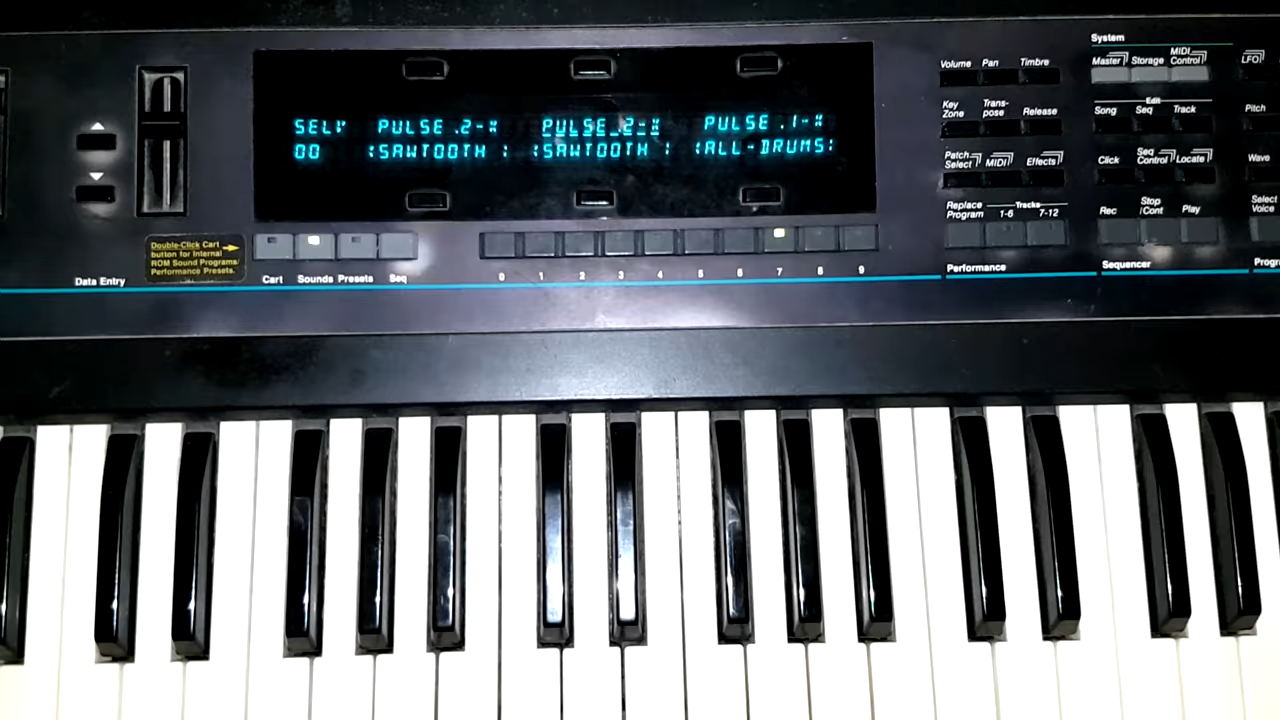 SEL PULSE.2-X PULSE.2-X PULSE.1-X
00 SAWTOOTH SAWTOOTH ALL-DRUMS
Double-Click Cart
button for Internal
ROM Sound Programs/
Performance Presets.
Data Entry
Cart Sounds Presets Seq
0 1 2 3 4 5 6 7 8 9
Volume Pan Timbre
Key Zone Trans-pose Release
Patch Select MIDI Effects
Replace Program Tracks 1-6 7-12
Performance
System
Master Storage MIDI Control
Edit
Song Seq Track
Click Seq Control Locate
Rec Stop /Cont Play
Sequencer
LFO
Pitch
Wave
Select Voice